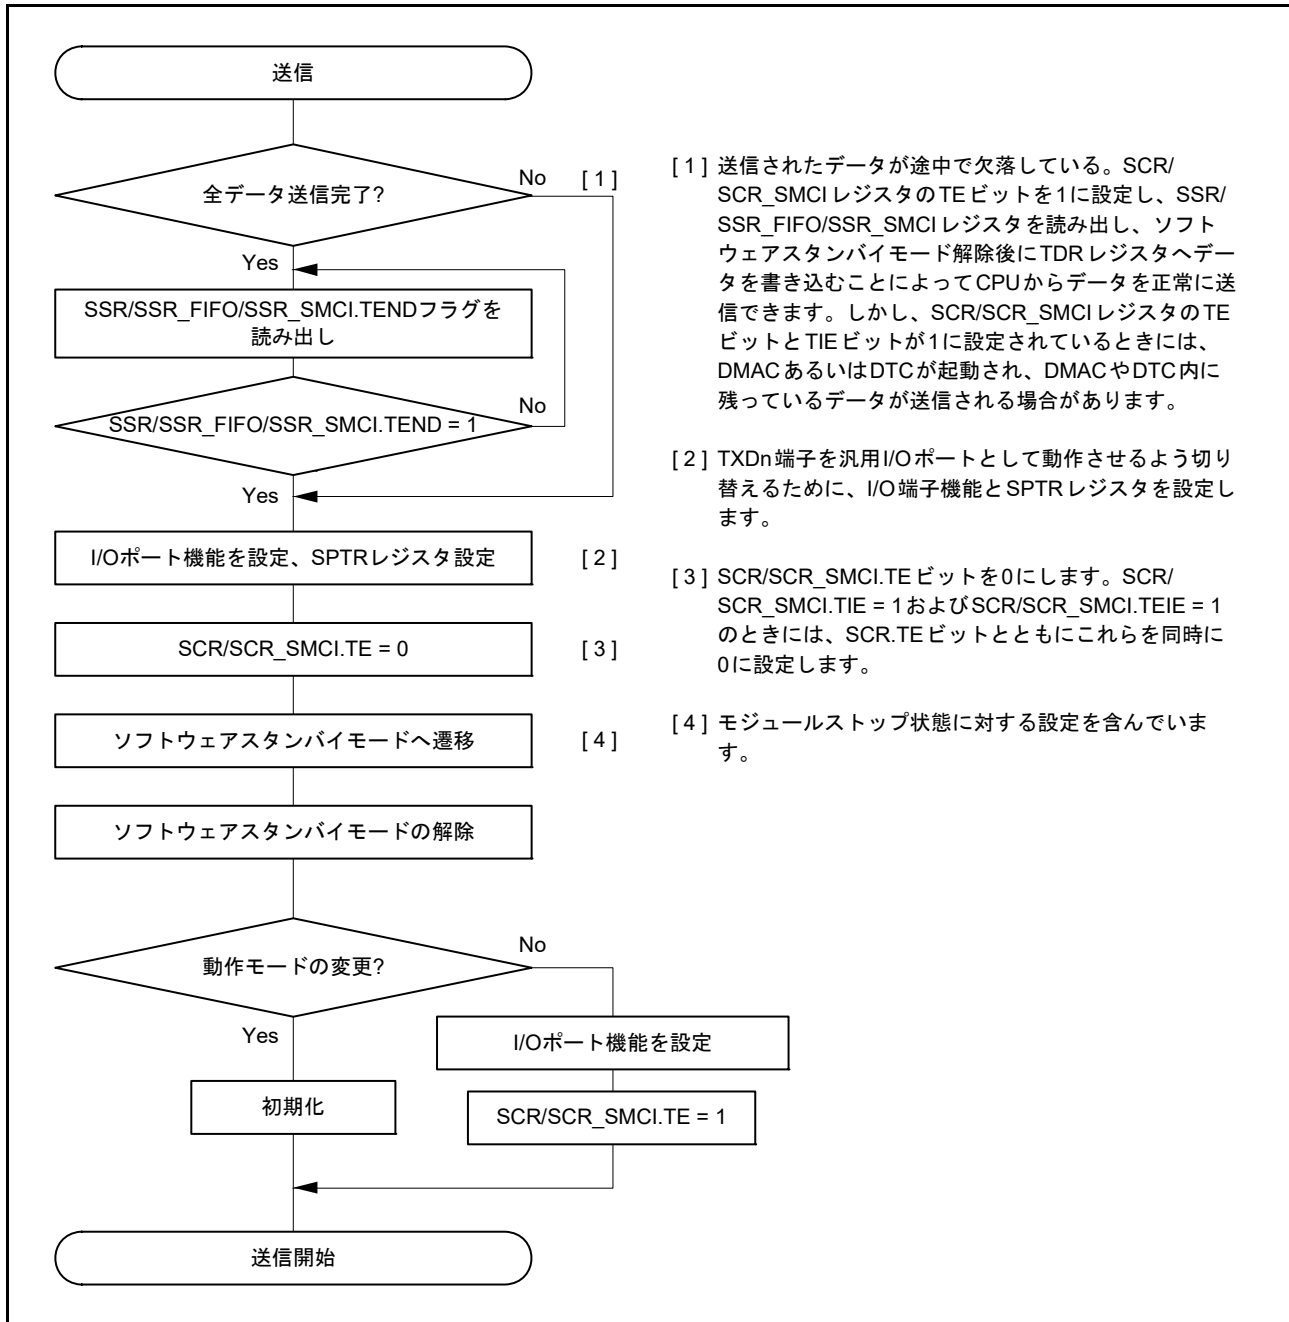 送信
全データ送信完了?
No
[ 1 ]
Yes
SSR/SSR_FIFO/SSR_SMCI.TENDフラグを
読み出し
SSR/SSR_FIFO/SSR_SMCI.TEND = 1
No
Yes
I/Oポート機能を設定、SPTRレジスタ設定
[ 2 ]
SCR/SCR_SMCI.TE = 0
[ 3 ]
ソフトウェアスタンバイモードへ遷移
[ 4 ]
ソフトウェアスタンバイモードの解除
動作モードの変更?
No
Yes
I/Oポート機能を設定
初期化
SCR/SCR_SMCI.TE = 1
送信開始
[ 1 ] 送信されたデータが途中で欠落している。SCR/
SCR_SMCIレジスタのTEビットを1に設定し、SSR/
SSR_FIFO/SSR_SMCIレジスタを読み出し、ソフト
ウェアスタンバイモード解除後にTDRレジスタへデー
タを書き込むことによってCPUからデータを正常に送
信できます。しかし、SCR/SCR_SMCIレジスタのTE
ビットとTIEビットが1に設定されているときには、
DMACあるいはDTCが起動され、DMACやDTC内に
残っているデータが送信される場合があります。
[ 2 ] TXDn端子を汎用I/Oポートとして動作させるよう切り
替えるために、I/O端子機能とSPTRレジスタを設定し
ます。
[ 3 ] SCR/SCR_SMCI.TEビットを0にします。SCR/
SCR_SMCI.TIE = 1およびSCR/SCR_SMCI.TEIE = 1
のときには、SCR.TEビットとともにこれらを同時に
0に設定します。
[ 4 ] モジュールストップ状態に対する設定を含んでいま
す。